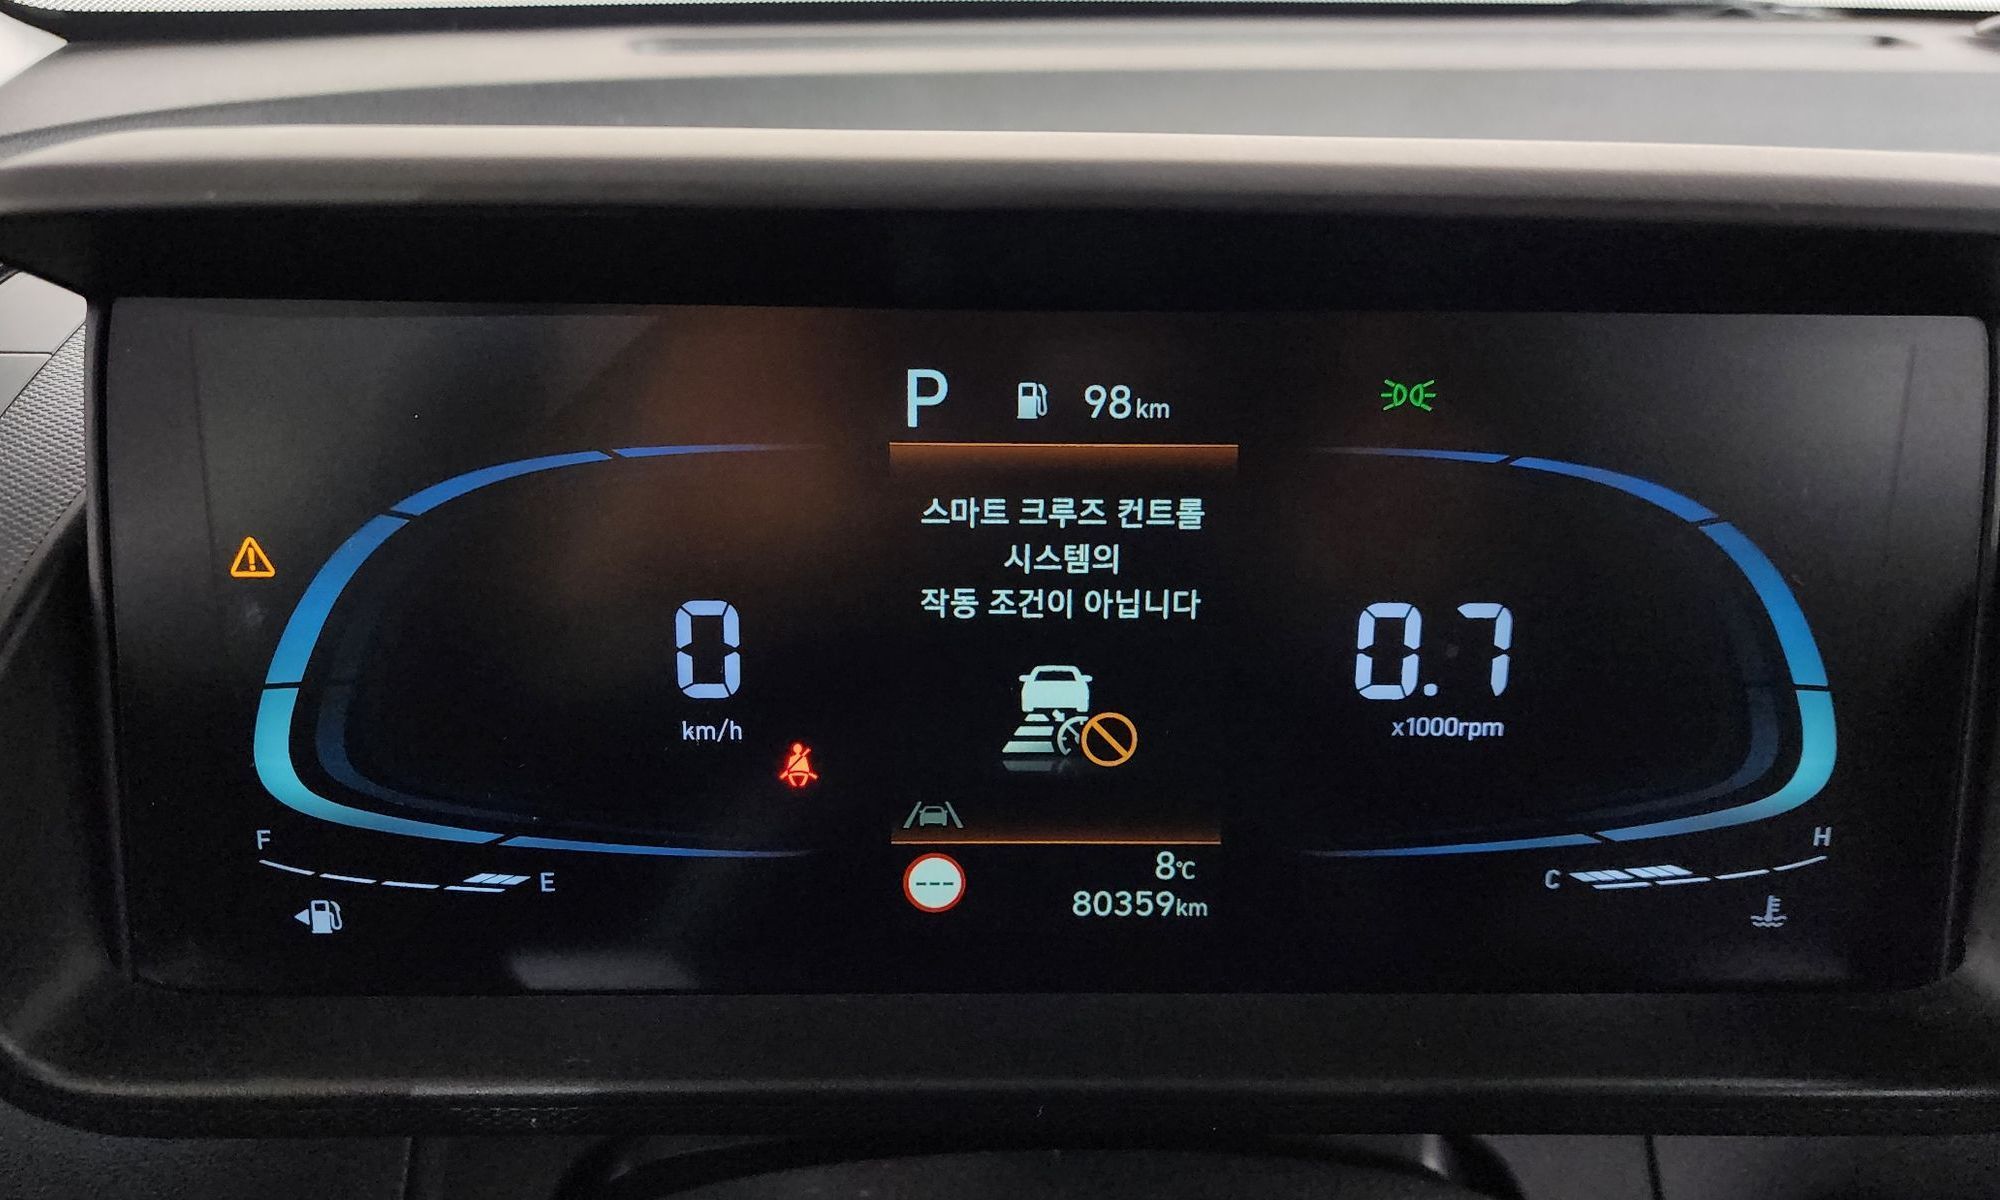 P 98km
스마트 크루즈 컨트롤
시스템의
작동 조건이 아닙니다
0
km/h
0.7
x1000rpm
F
E
C
H
---
8℃
80359km